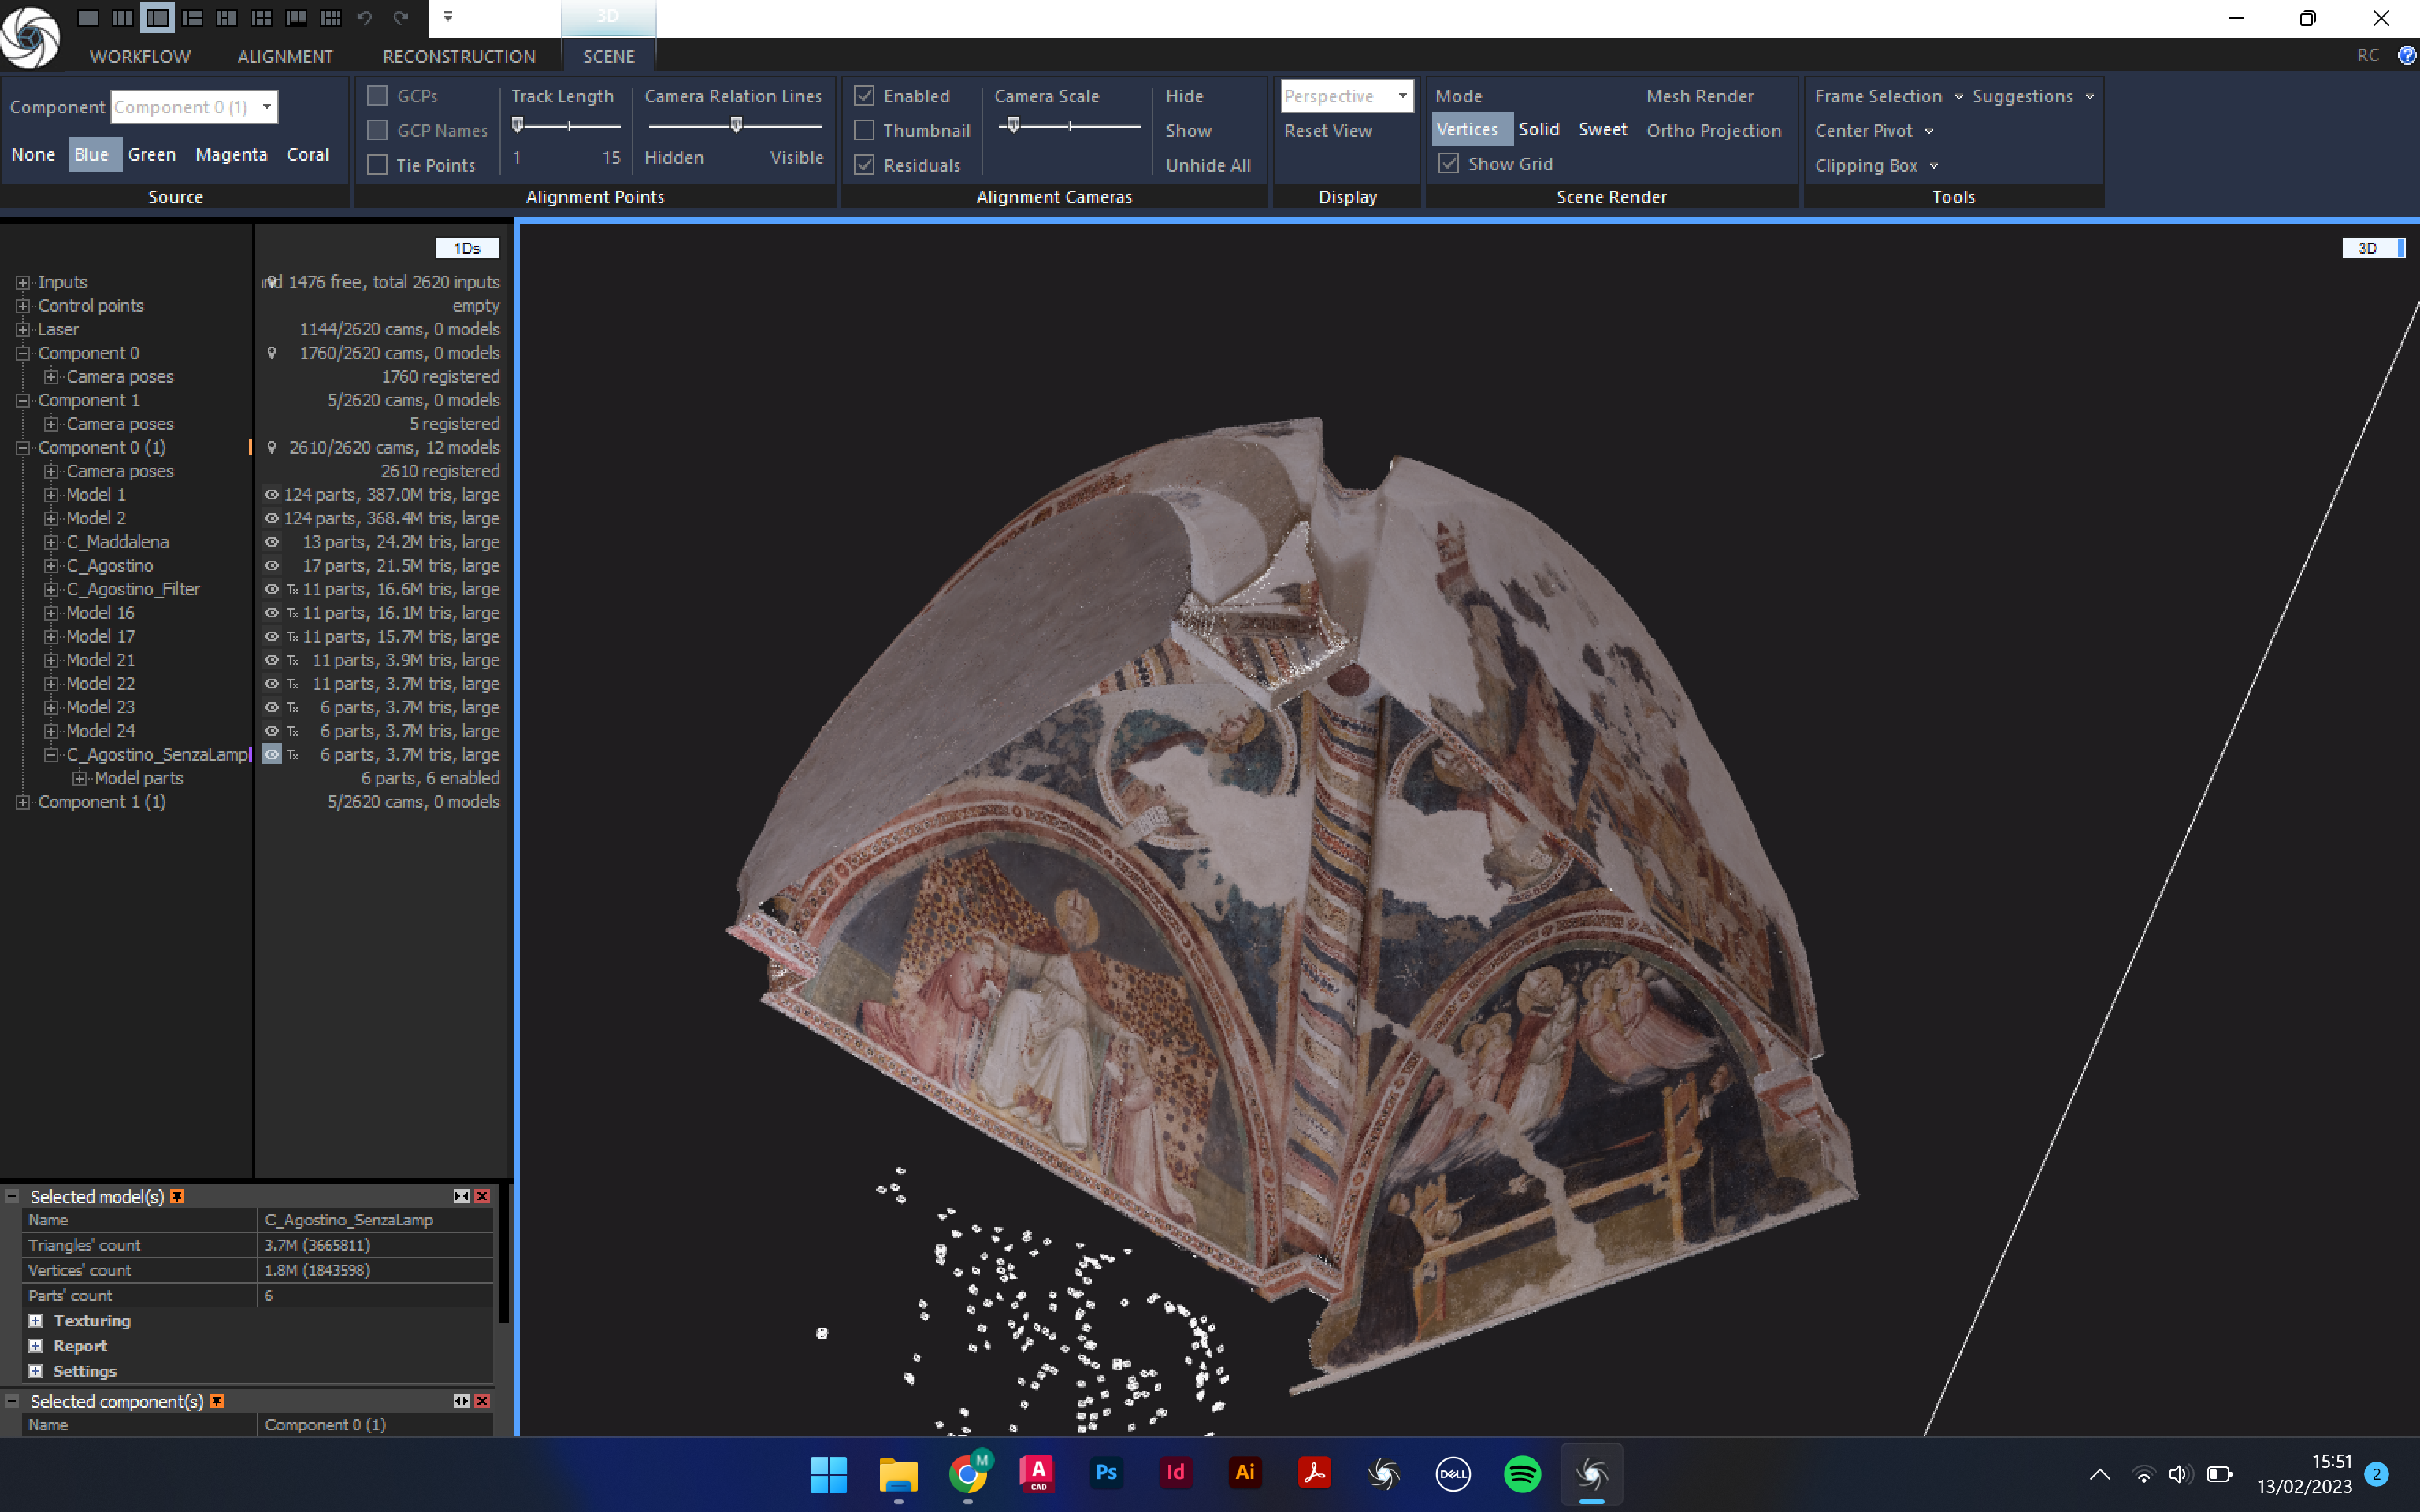 3D
WORKFLOW ALIGNMENT RECONSTRUCTION SCENE RC
Component Component 0 (1)
None Blue Green Magenta Coral
Source
GCPs
GCP Names
Tie Points
Track Length
1 15
Camera Relation Lines
Hidden Visible
Alignment Points
Enabled
Thumbnail
Residuals
Camera Scale
Hide
Show
Unhide All
Alignment Cameras
Perspective
Reset View
Display
Mode
Vertices Solid Sweet
Show Grid
Mesh Render
Ortho Projection
Scene Render
Frame Selection Suggestions
Center Pivot
Clipping Box
Tools
1Ds
3D
Inputs 1476 free, total 2620 inputs
Control points empty
Laser 1144/2620 cams, 0 models
Component 0 1760/2620 cams, 0 models
Camera poses 1760 registered
Component 1 5/2620 cams, 0 models
Camera poses 5 registered
Component 0 (1) 2610/2620 cams, 12 models
Camera poses 2610 registered
Model 1 124 parts, 387.0M tris, large
Model 2 124 parts, 368.4M tris, large
C_Maddalena 13 parts, 24.2M tris, large
C_Agostino 17 parts, 21.5M tris, large
C_Agostino_Filter Tx 11 parts, 16.6M tris, large
Model 16 Tx 11 parts, 16.1M tris, large
Model 17 Tx 11 parts, 15.7M tris, large
Model 21 Tx 11 parts, 3.9M tris, large
Model 22 Tx 11 parts, 3.7M tris, large
Model 23 Tx 6 parts, 3.7M tris, large
Model 24 Tx 6 parts, 3.7M tris, large
C_Agostino_SenzaLamp Tx 6 parts, 3.7M tris, large
Model parts 6 parts, 6 enabled
Component 1 (1) 5/2620 cams, 0 models
Selected model(s)
Name C_Agostino_SenzaLamp
Triangles' count 3.7M (3665811)
Vertices' count 1.8M (1843598)
Parts' count 6
Texturing
Report
Settings
Selected component(s)
Name Component 0 (1)
M
A
CAD
Ps
Id
Ai
DELL
15:51
13/02/2023
2